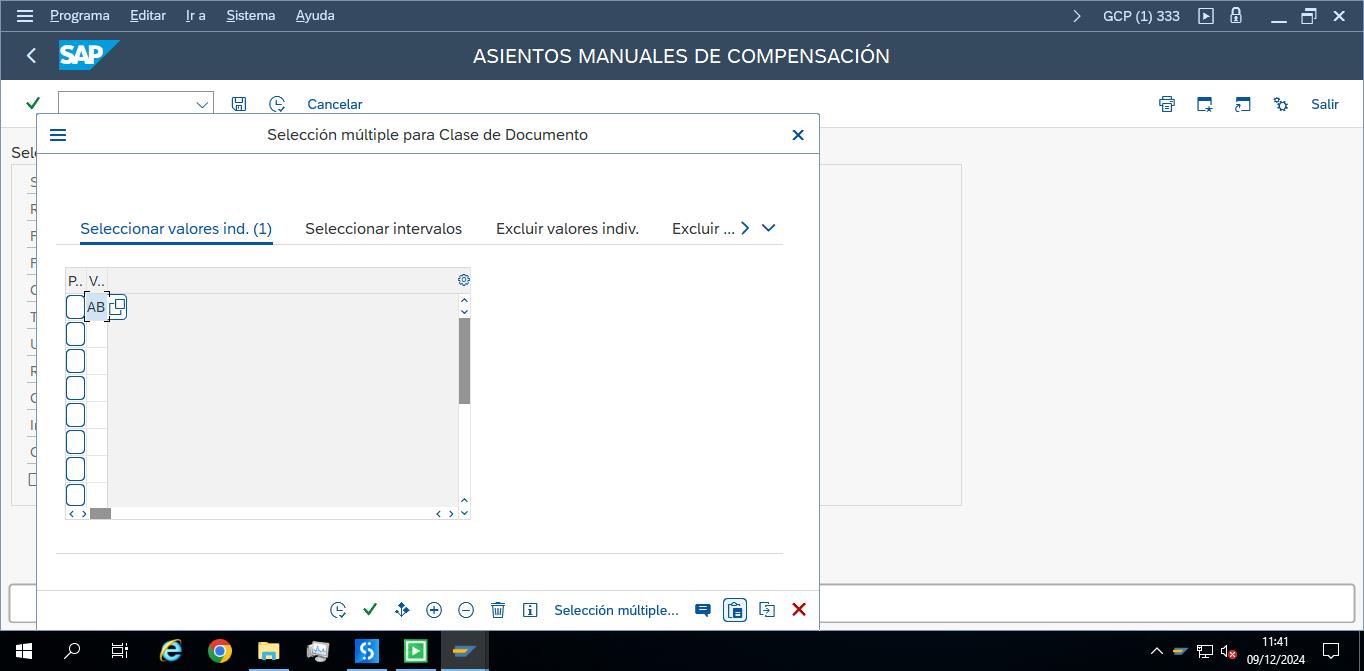 Programa Editar Ir a Sistema Ayuda GCP (1) 333
SAP ASIENTOS MANUALES DE COMPENSACIÓN
Cancelar Salir
Selección múltiple para Clase de Documento
Seleccionar valores ind. (1) Seleccionar intervalos Excluir valores indiv. Excluir ...
P.. V..
AB
Selección múltiple...
11:41
09/12/2024